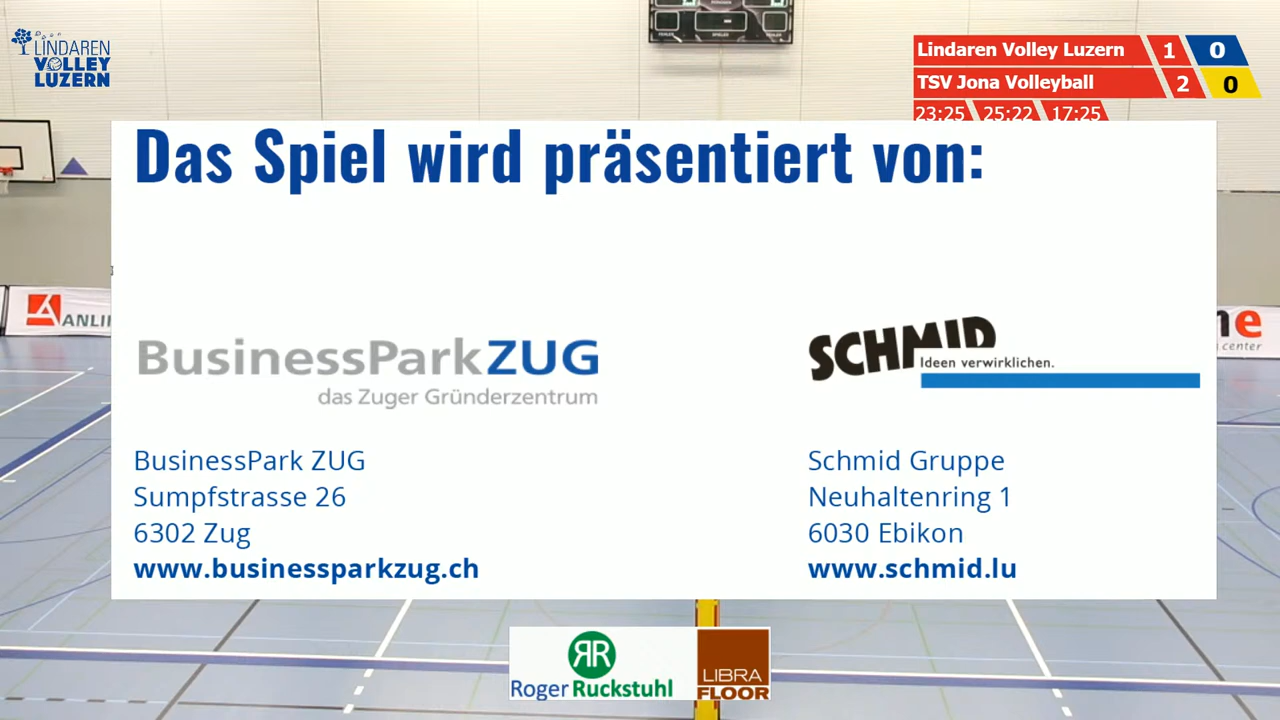 LINDAREN
VOLLEY
LUZERN
Lindaren Volley Luzern 1 0
TSV Jona Volleyball 2 0
23:25 25:22 17:25
Das Spiel wird präsentiert von:
BusinessParkZUG
das Zuger Gründerzentrum
SCHMID
Ideen verwirklichen.
BusinessPark ZUG
Sumpfstrasse 26
6302 Zug
www.businessparkzug.ch
Schmid Gruppe
Neuhaltenring 1
6030 Ebikon
www.schmid.lu
RR
Roger Ruckstuhl
LIBRA
FLOOR
center